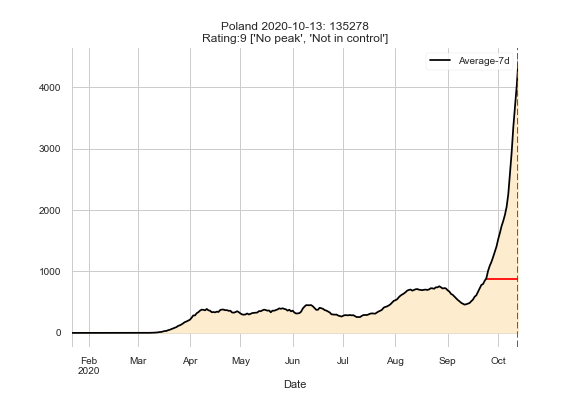 Poland 2020-10-13: 135278
Rating:9 ['No peak', 'Not in control']
Average-7d
4000
3000
2000
1000
0
Feb Mar Apr May Jun Jul Aug Sep Oct
2020
Date